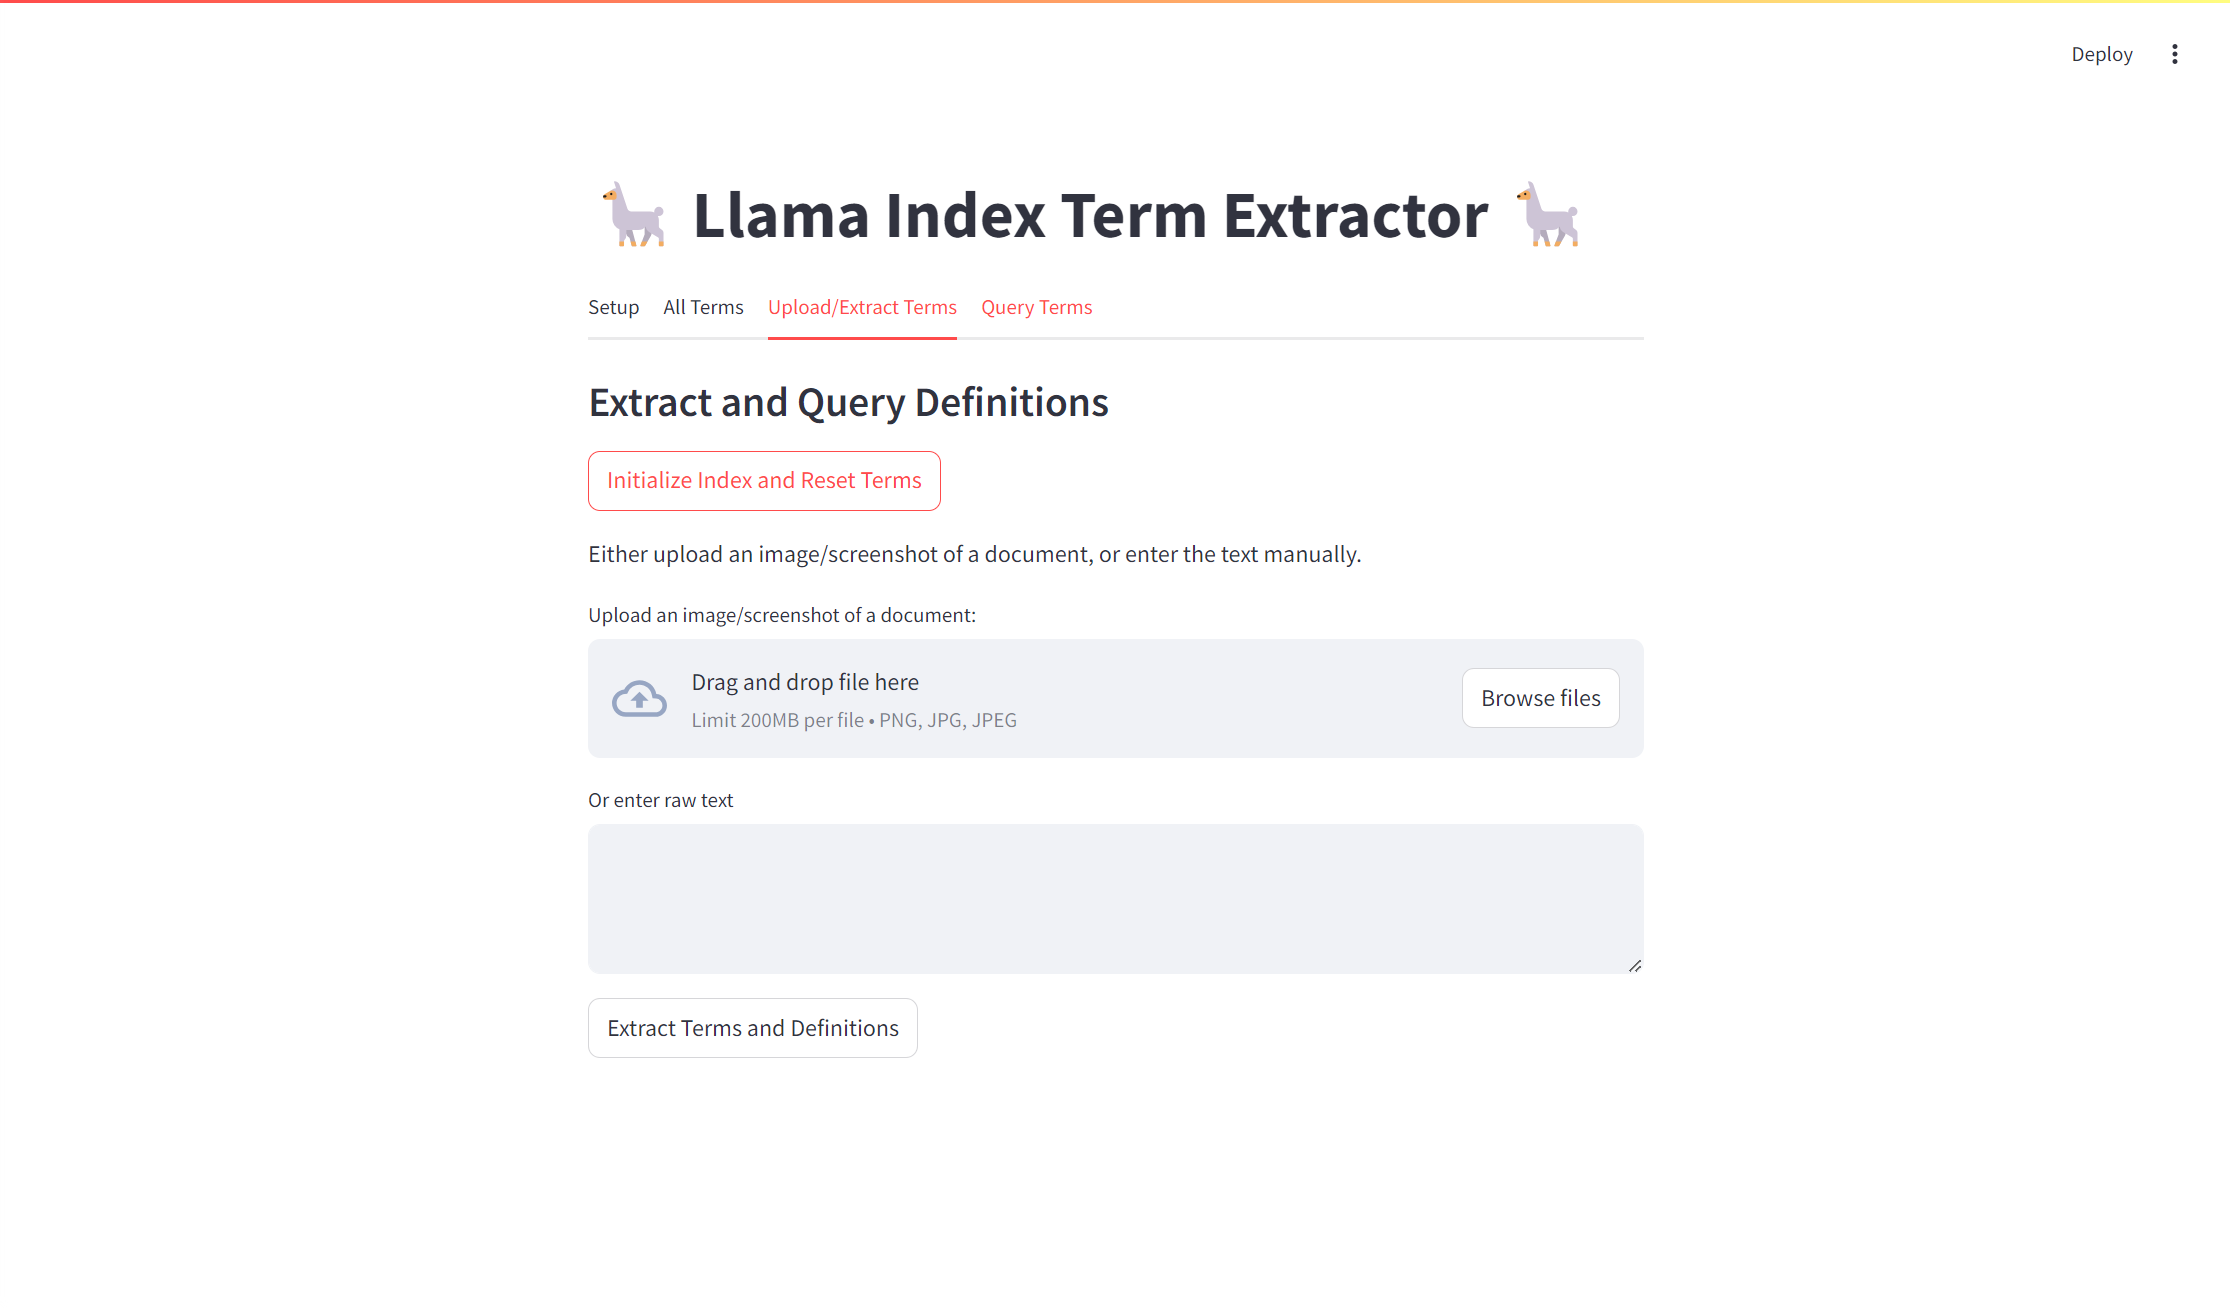 Deploy
Llama Index Term Extractor
Setup All Terms Upload/Extract Terms Query Terms
Extract and Query Definitions
Initialize Index and Reset Terms
Either upload an image/screenshot of a document, or enter the text manually.
Upload an image/screenshot of a document:
Drag and drop file here
Limit 200MB per file • PNG, JPG, JPEG
Browse files
Or enter raw text
Extract Terms and Definitions